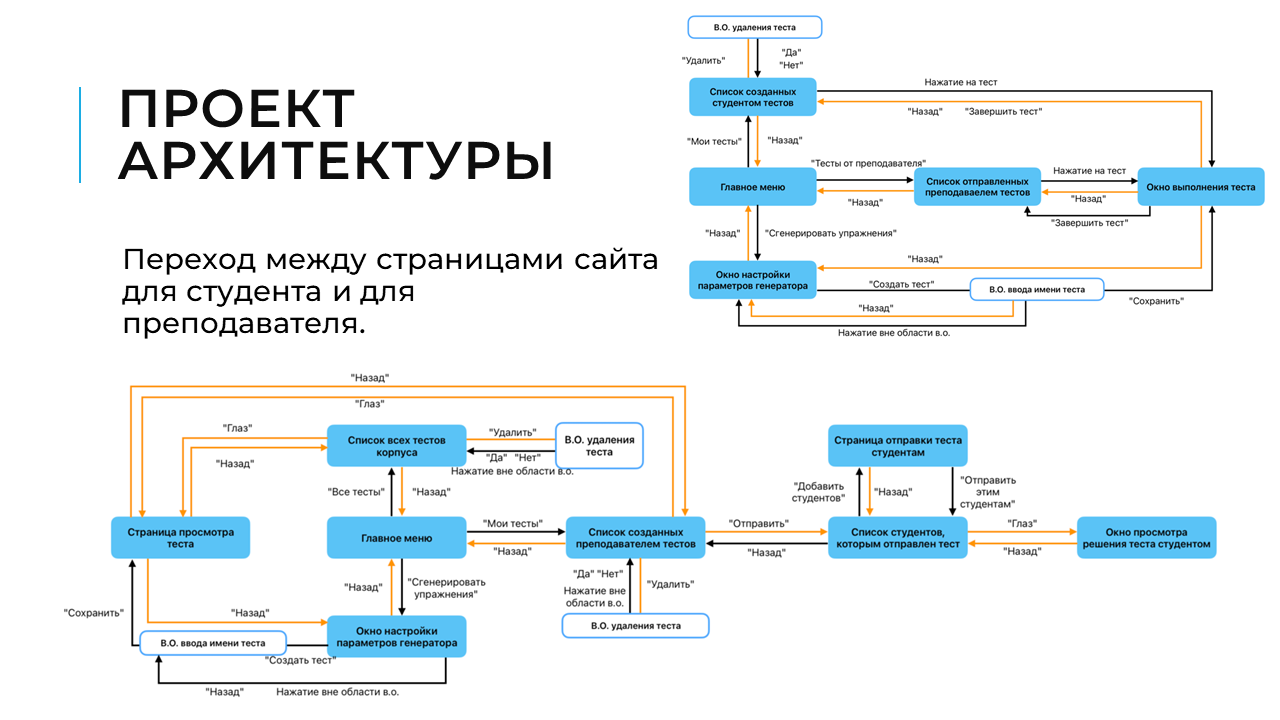 ПРОЕКТ
АРХИТЕКТУРЫ
Переход между страницами сайта
для студента и для
преподавателя.
В.О. удаления теста
"Удалить"
"Да"
"Нет"
Список созданных
студентом тестов
Нажатие на тест
"Назад"
"Завершить тест"
"Мои тесты"
"Назад"
"Тесты от преподавателя"
Главное меню
"Назад"
Список отправленных
преподаваелем тестов
Нажатие на тест
"Назад"
Окно выполнения теста
"Завершить тест"
"Назад"
"Сгенерировать упражнения"
"Назад"
Окно настройки
параметров генератора
"Создать тест"
В.О. ввода имени теста
"Сохранить"
"Назад"
Нажатие вне области в.о.
"Назад"
"Глаз"
"Глаз"
"Назад"
Список всех тестов
корпуса
"Удалить"
"Да" "Нет"
Нажатие вне области в.о.
В.О. удаления
теста
Страница отправки теста
студентам
"Все тесты"
"Назад"
"Добавить
студентов"
"Назад"
"Отправить
этим
студентам"
Страница просмотра
теста
Главное меню
"Мои тесты"
"Назад"
Список созданных
преподавателем тестов
"Отправить"
"Назад"
Список студентов,
которым отправлен тест
"Глаз"
"Назад"
Окно просмотра
решения теста студентом
"Назад"
"Сгенерировать
упражнения"
"Да" "Нет"
Нажатие вне
области в.о.
"Удалить"
В.О. удаления теста
"Сохранить"
"Назад"
Окно настройки
параметров генератора
В.О. ввода имени теста
"Создать тест"
"Назад"
Нажатие вне области в.о.